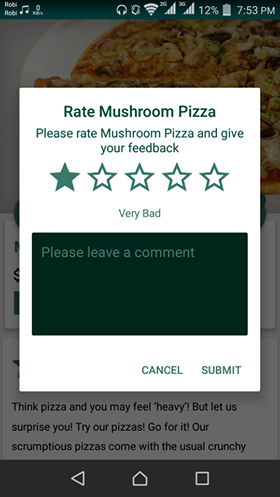 Robi
Robi
0
KB/s
2G
3G
12%
7:53 PM
Rate Mushroom Pizza
Please rate Mushroom Pizza and give
your feedback
Very Bad
Please leave a comment
CANCEL
SUBMIT
Think pizza and you may feel ‘heavy’! But let us
surprise you! Try our pizzas! Go for it! Our
scrumptious pizzas come with the usual crunchy